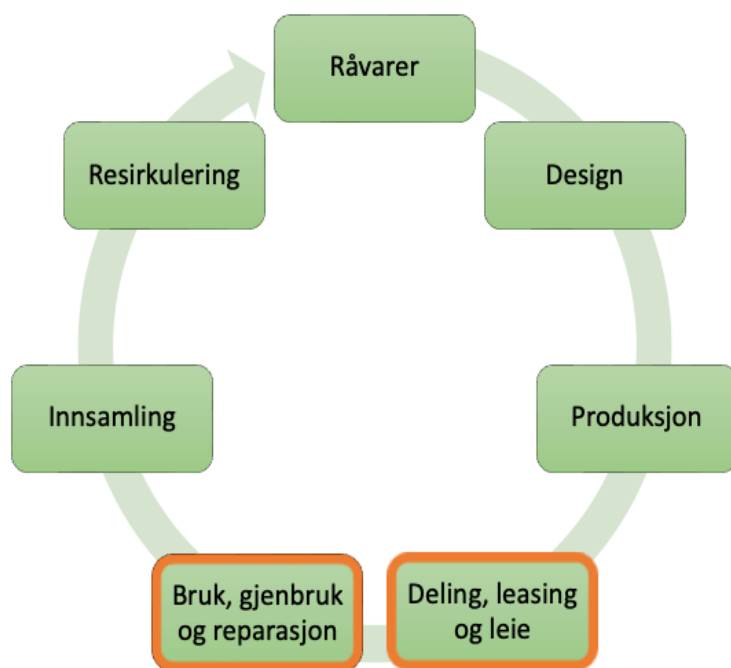 Råvarer
Design
Produksjon
Deling, leasing
og leie
Bruk, gjenbruk
og reparasjon
Innsamling
Resirkulering